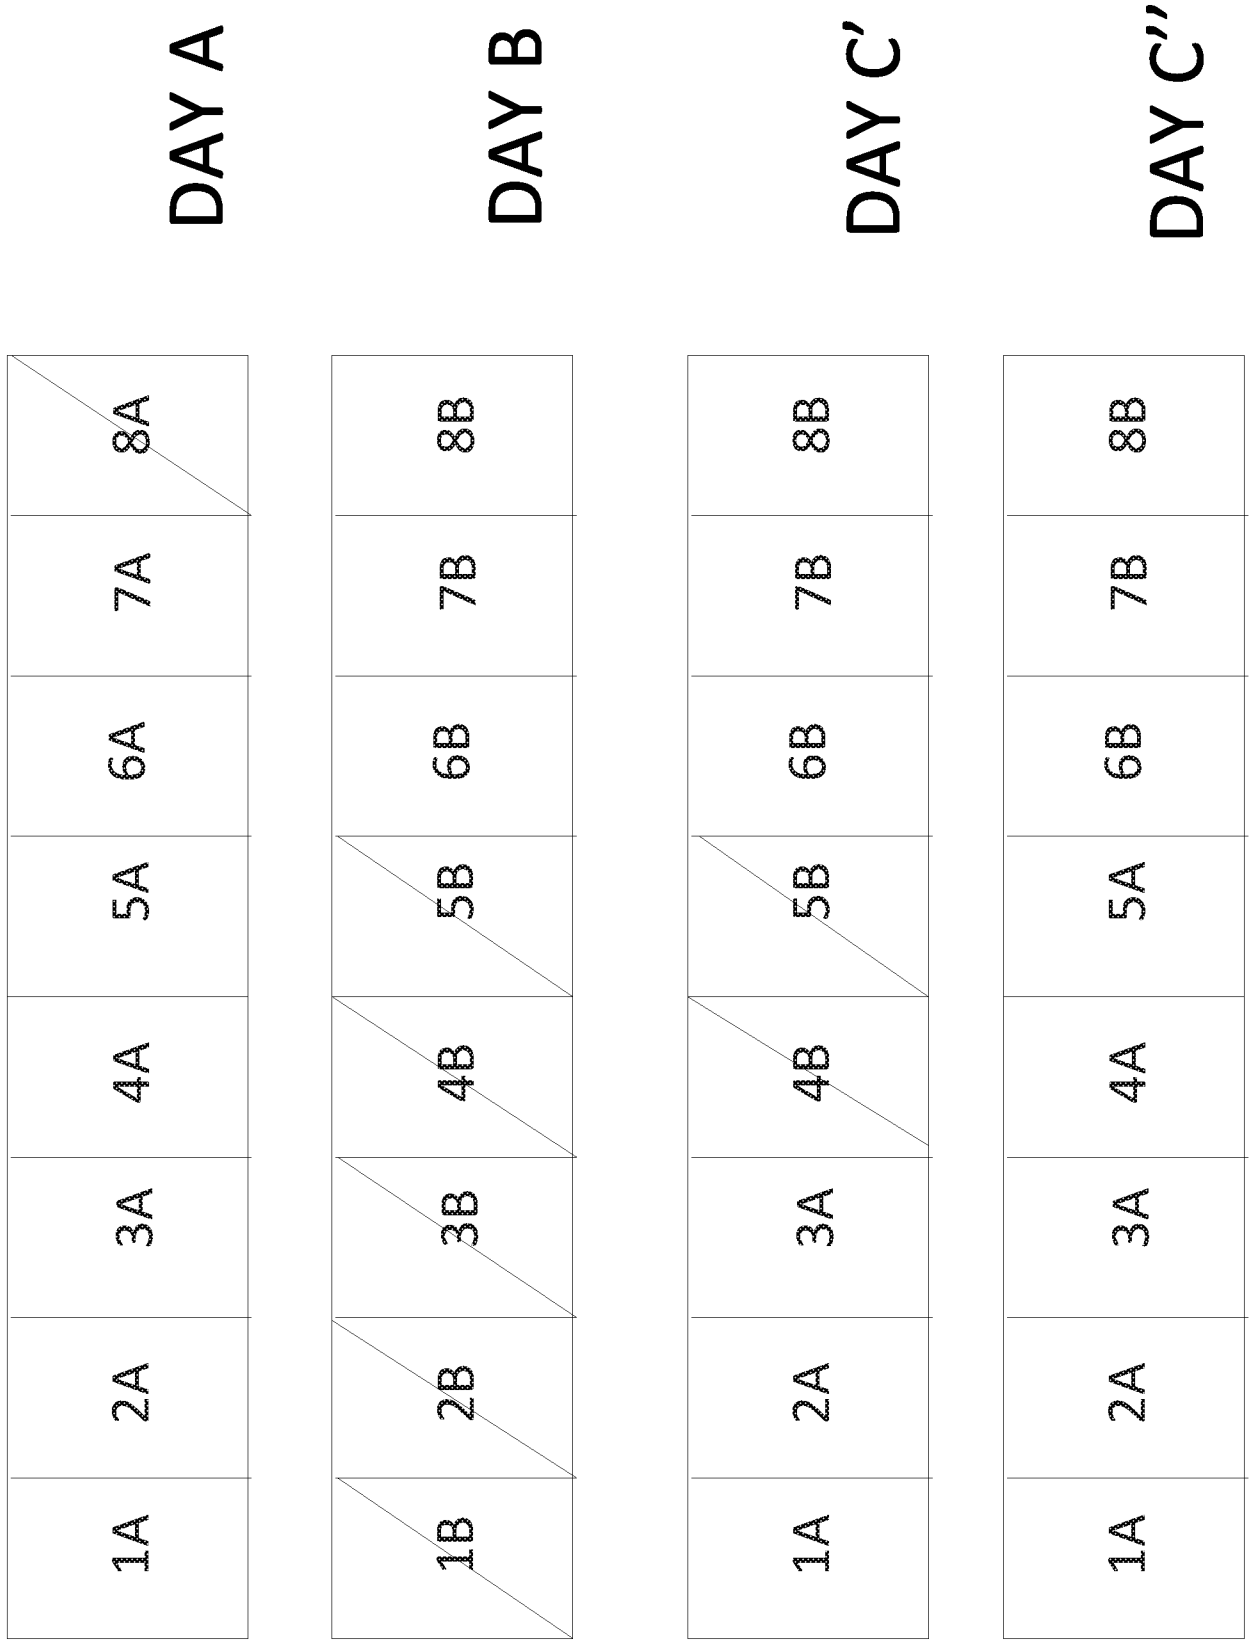 1A 2A 3A 4A 5A 6A 7A 8A DAY A
1B 2B 3B 4B 5B 6B 7B 8B DAY B
1A 2A 3A 4B 5B 6B 7B 8B DAY C’
1A 2A 3A 4A 5A 6B 7B 8B DAY C’’